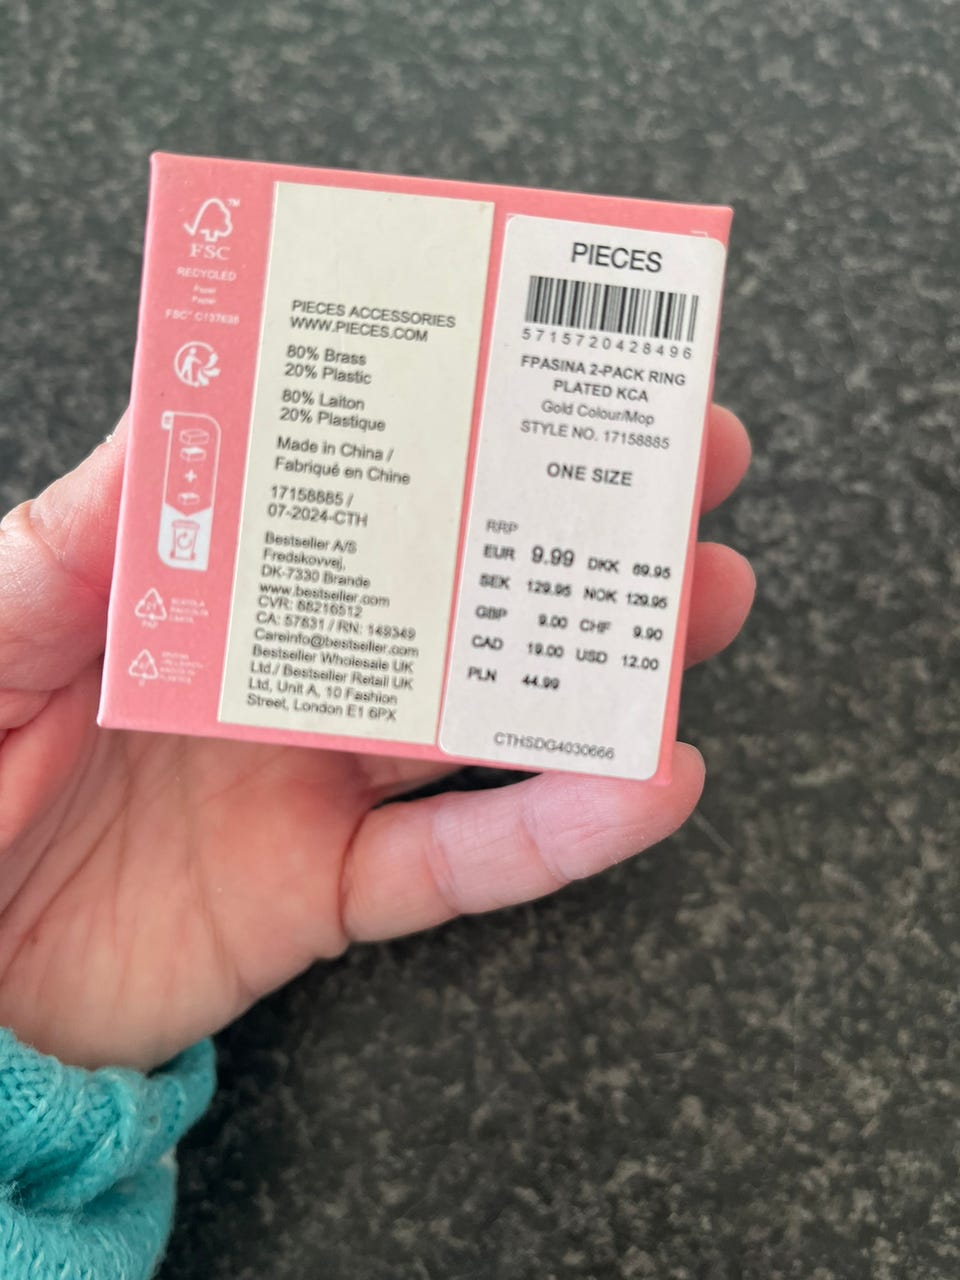 FSC™
RECYCLED
Paper
Papier
PIECES ACCESSORIES
WWW.PIECES.COM
80% Brass
20% Plastic
80% Laiton
20% Plastique
Made in China /
Fabriqué en Chine
17158885 /
07-2024-CTH
Bestseller A/S
Fredskovvej,
DK-7330 Brande
www.bestseller.com
CVR: 88216512
CA: 57831 / RN: 149349
Careinfo@bestseller.com
Bestseller Wholesale UK
Ltd./ Bestseller Retail UK
Ltd, Unit A, 10 Fashion
Street, London E1 6PX
PIECES
5715720428496
FPASINA 2-PACK RING
PLATED KCA
Gold Colour/Mop
STYLE NO. 17158885
ONE SIZE
RRP
EUR 9.99 DKK 69.95
SEK 129.95 NOK 129.95
GBP 9.00 CHF 9.90
CAD 19.00 USD 12.00
PLN 44.99
CTHSDG4030666